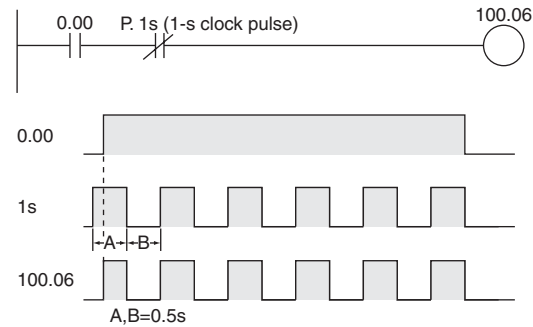 0.00 P. 1s (1-s clock pulse) 100.06
0.00
1s
A B
100.06
A,B=0.5s